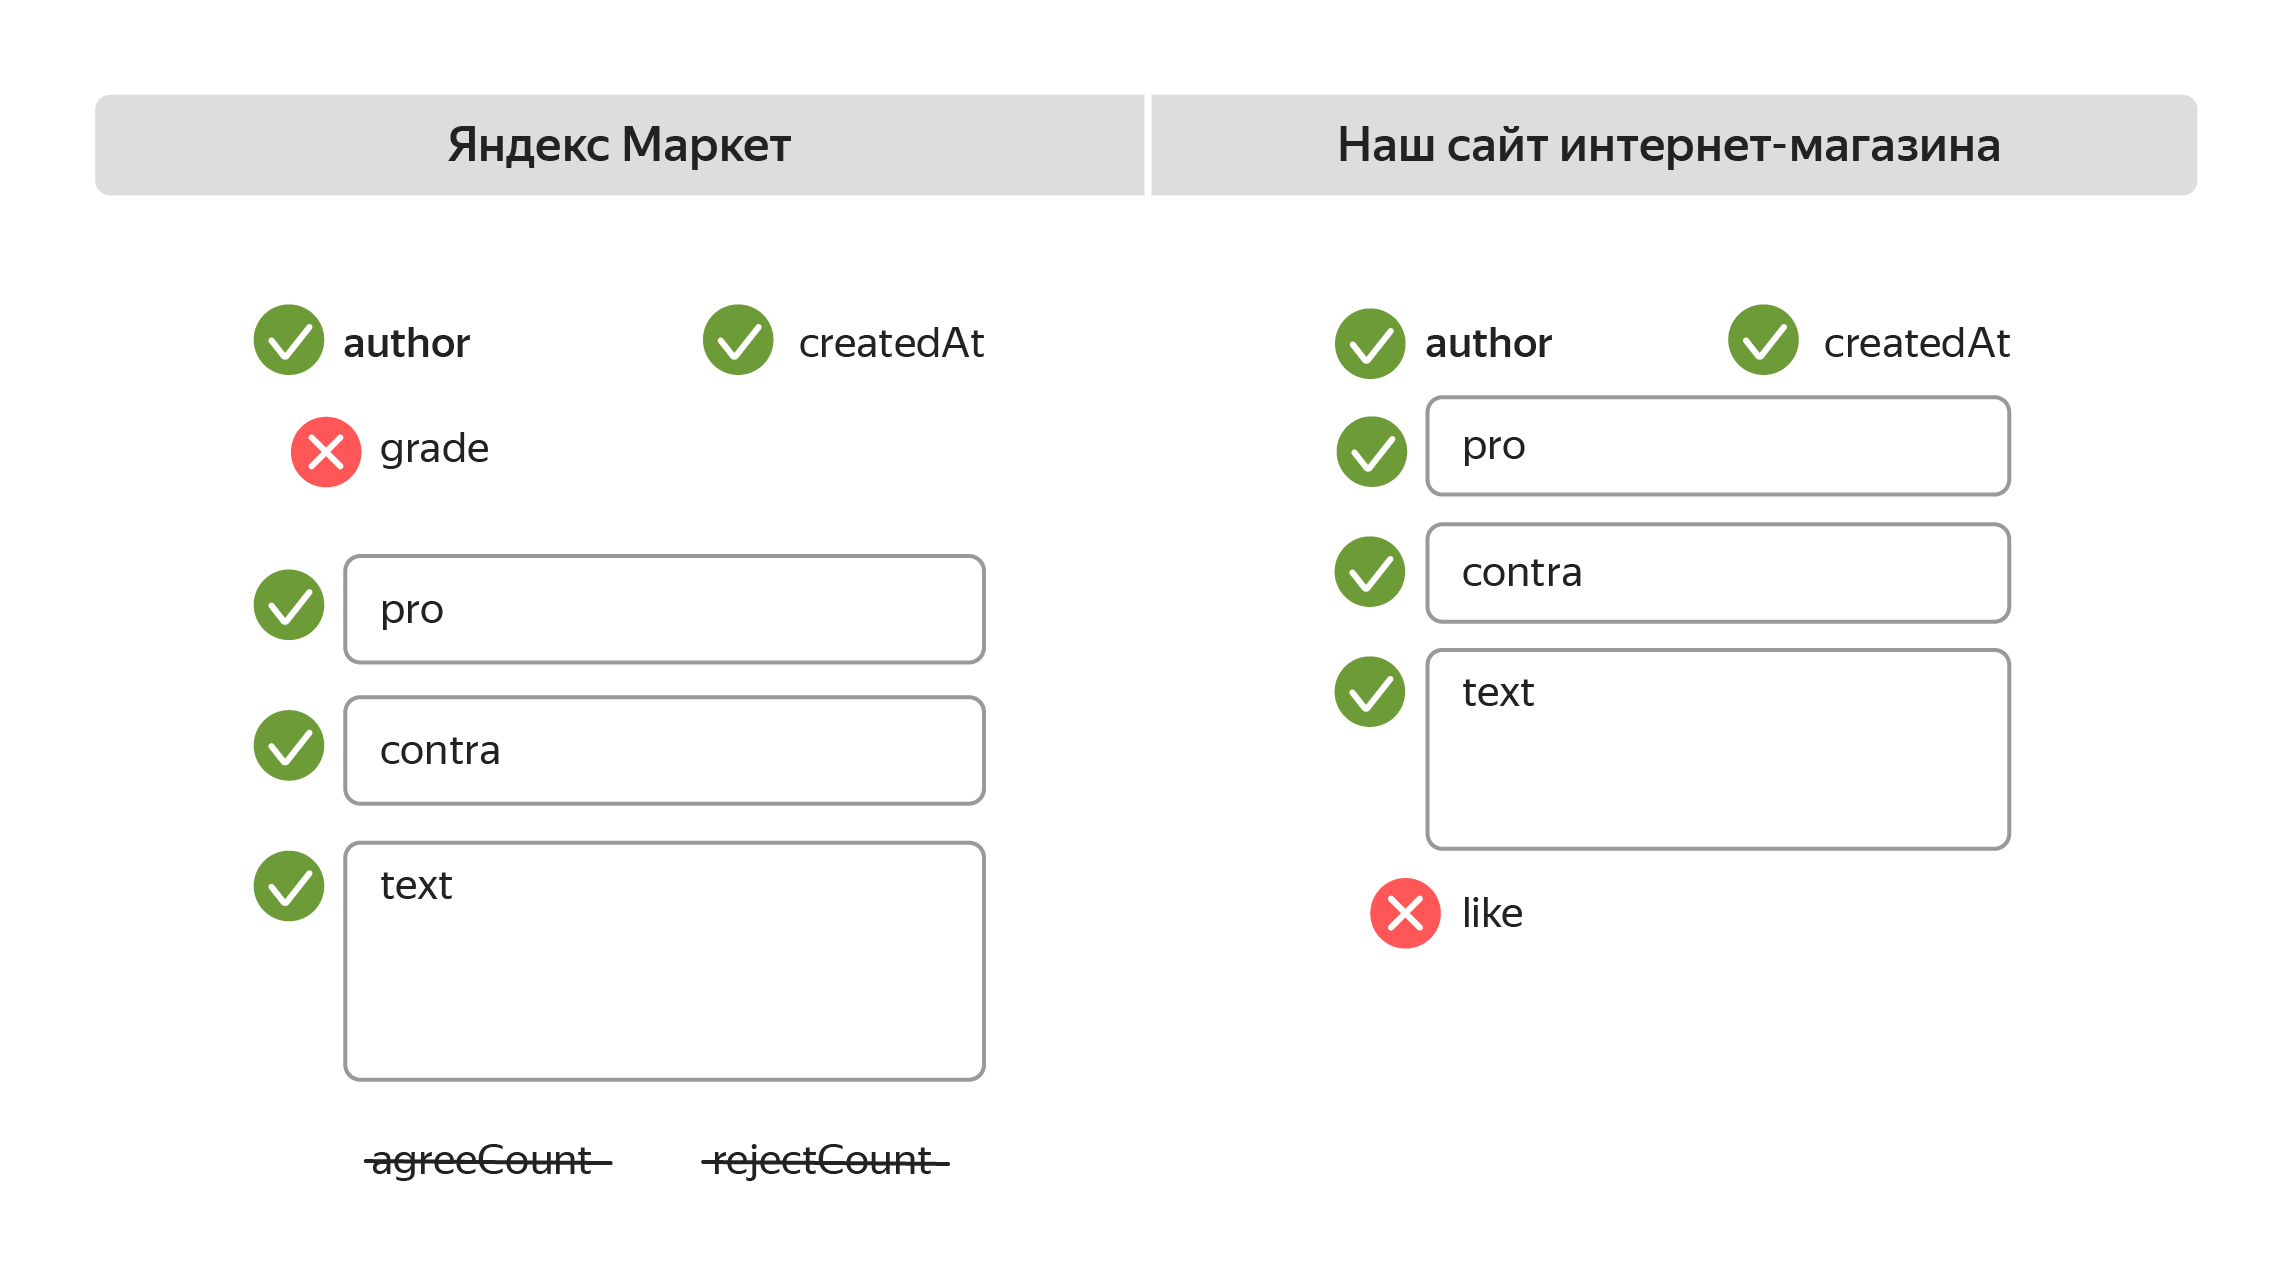 Яндекс Маркет
Наш сайт интернет-магазина
author
createdAt
grade
pro
contra
text
agreeCount
rejectCount
author
createdAt
pro
contra
text
like